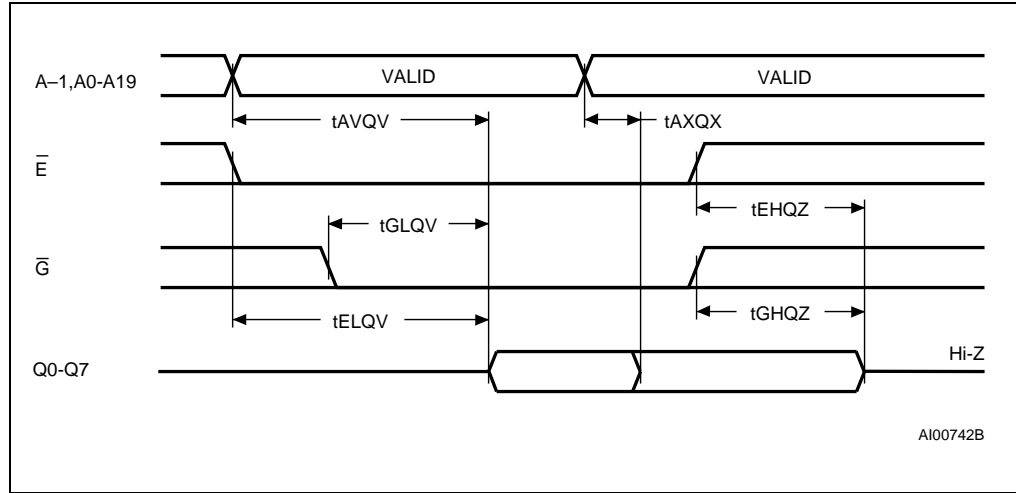 A–1,A0-A19
VALID
VALID
tAVQV
tAXQX
E̅
tEHQZ
tGLQV
G̅
tELQV
tGHQZ
Q0-Q7
Hi-Z
AI00742B